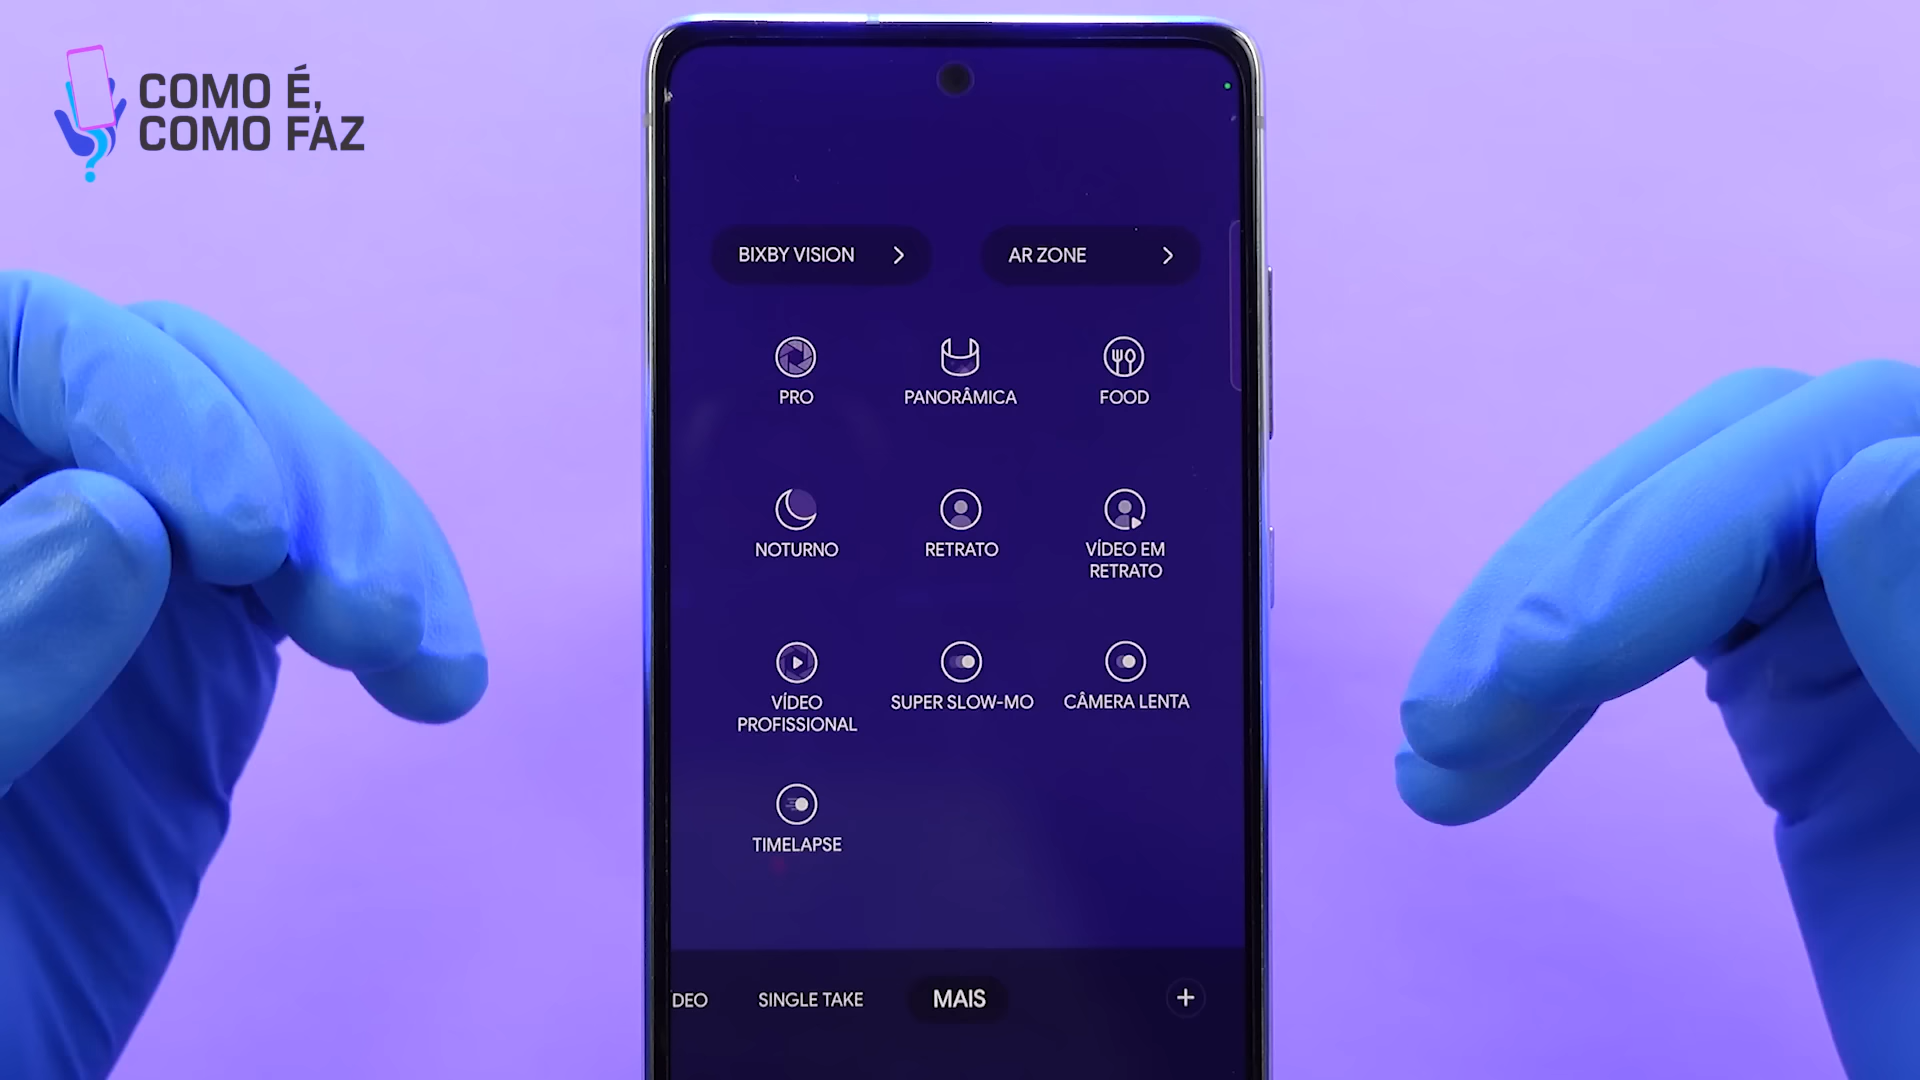 COMO É,
COMO FAZ
BIXBY VISION
AR ZONE
PRO
PANORÂMICA
FOOD
NOTURNO
RETRATO
VÍDEO EM
RETRATO
VÍDEO
PROFISSIONAL
SUPER SLOW-MO
CÂMERA LENTA
TIMELAPSE
DEO
SINGLE TAKE
MAIS